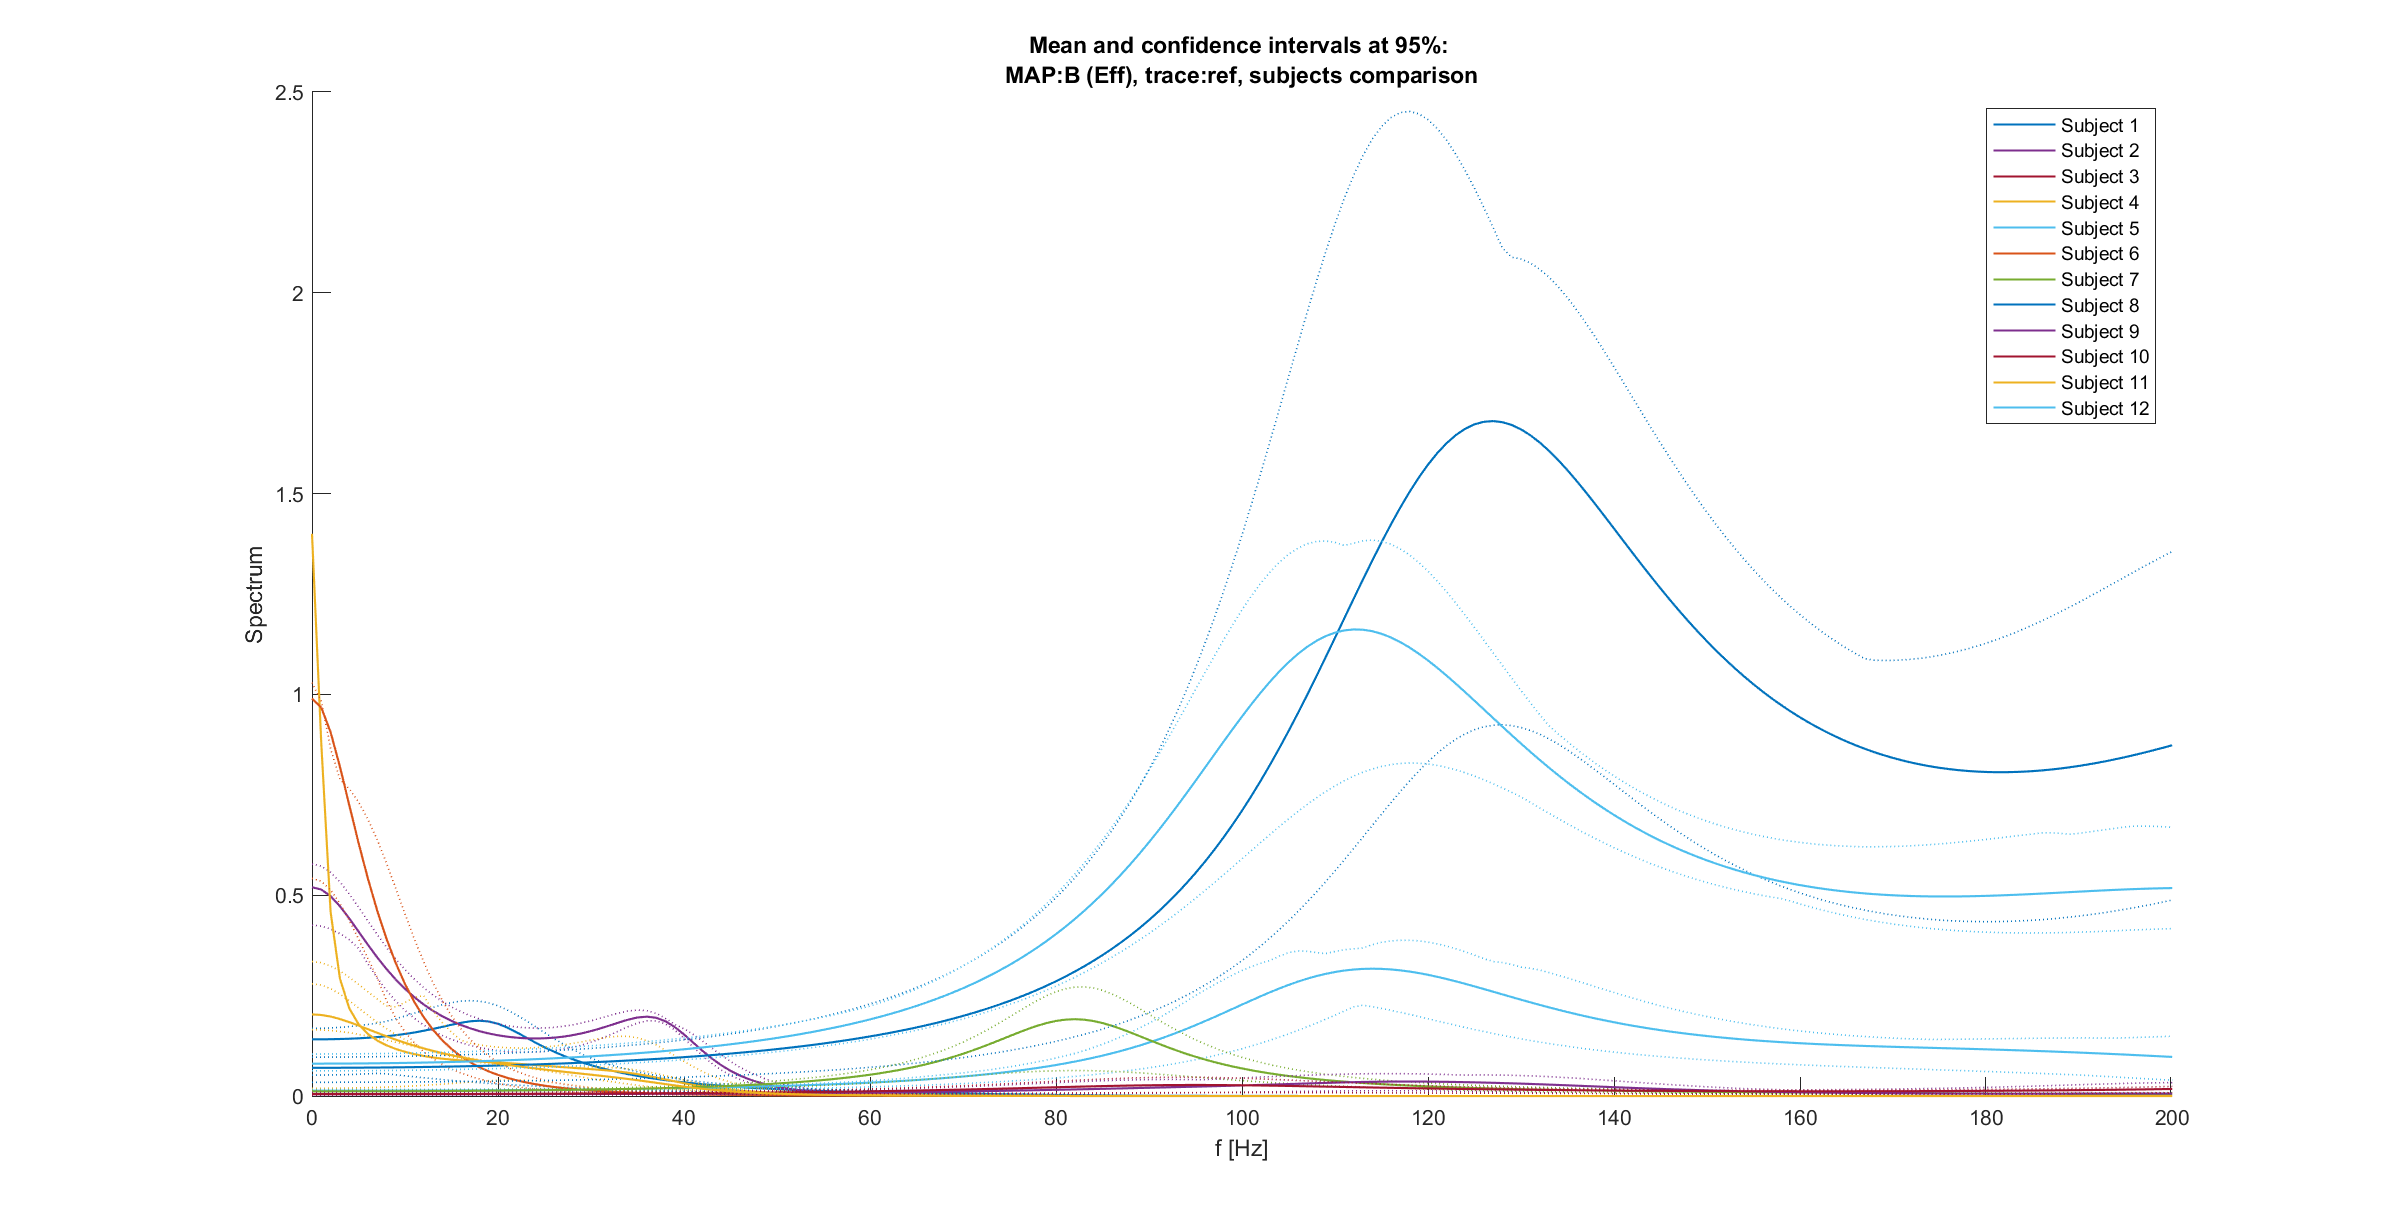 Mean and confidence intervals at 95%:
MAP:B (Eff), trace:ref, subjects comparison
2.5
2
1.5
1
0.5
0
Spectrum
Subject 1
Subject 2
Subject 3
Subject 4
Subject 5
Subject 6
Subject 7
Subject 8
Subject 9
Subject 10
Subject 11
Subject 12
0 20 40 60 80 100 120 140 160 180 200
f [Hz]